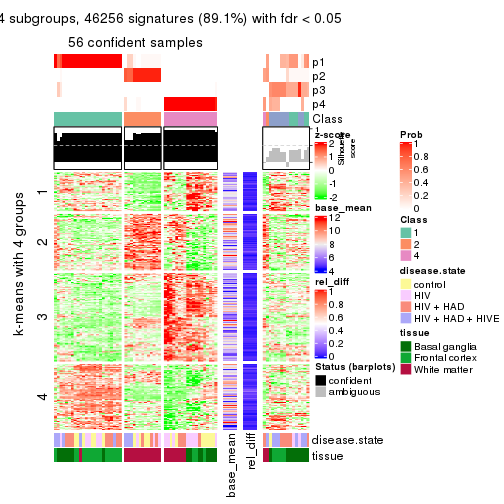 4 subgroups, 46256 signatures (89.1%) with fdr < 0.05
56 confident samples
p1
p2
p3
p4
Class
1
Silhouette
score
k-means with 4 groups
1
2
3
4
disease.state
tissue
base_mean
rel_diff
z-score
2
1
0
-1
-2
base_mean
12
10
8
6
4
rel_diff
1
0.8
0.6
0.4
0.2
0
Status (barplots)
confident
ambiguous
Prob
1
0.8
0.6
0.4
0.2
0
Class
1
2
4
disease.state
control
HIV
HIV + HAD
HIV + HAD + HIVE
tissue
Basal ganglia
Frontal cortex
White matter